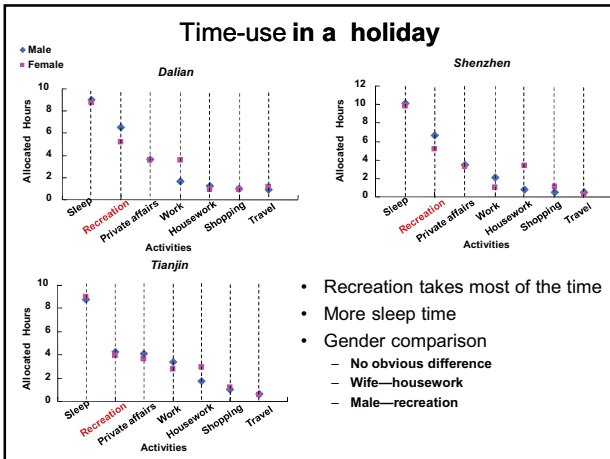 Time-use in a holiday
Male
Female
Dalian
Allocated Hours
10
8
6
4
2
0
Sleep
Recreation
Private affairs
Work
Housework
Shopping
Travel
Activities
Shenzhen
Allocated Hours
12
10
8
6
4
2
0
Sleep
Recreation
Private affairs
Work
Housework
Shopping
Travel
Activities
Tianjin
Allocated Hours
10
8
6
4
2
0
Sleep
Recreation
Private affairs
Work
Housework
Shopping
Travel
Activities
• Recreation takes most of the time
• More sleep time
• Gender comparison
– No obvious difference
– Wife—housework
– Male—recreation